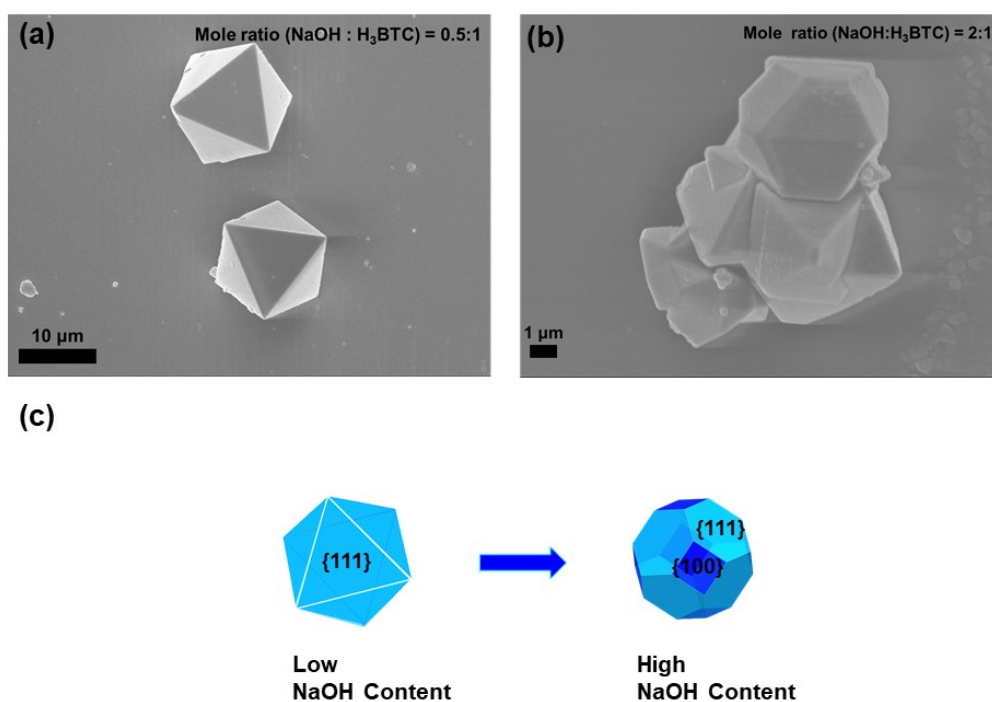 (a)
Mole ratio (NaOH : H₃BTC) = 0.5:1
10 µm
(b)
Mole ratio (NaOH:H₃BTC) = 2:1
1 µm
(c)
{111}
{111}
{100}
Low
NaOH Content
High
NaOH Content